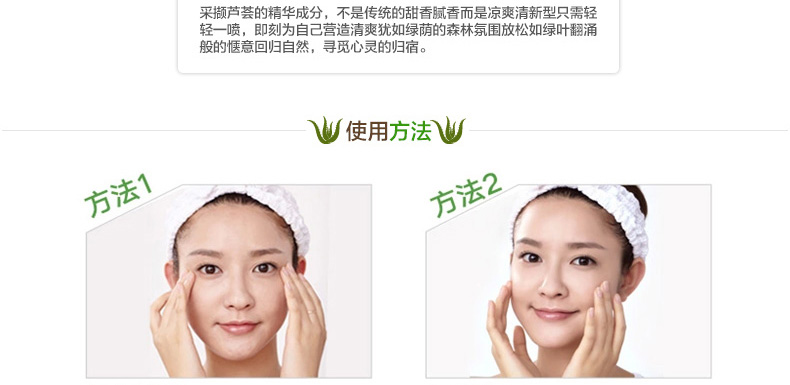 采撷芦荟的精华成分，不是传统的甜香腻香而是凉爽清新型只需轻
轻一喷，即刻为自己营造清爽犹如绿荫的森林氛围放松如绿叶翻涌
般的惬意回归自然，寻觅心灵的归宿。
使用方法
方法1
方法2